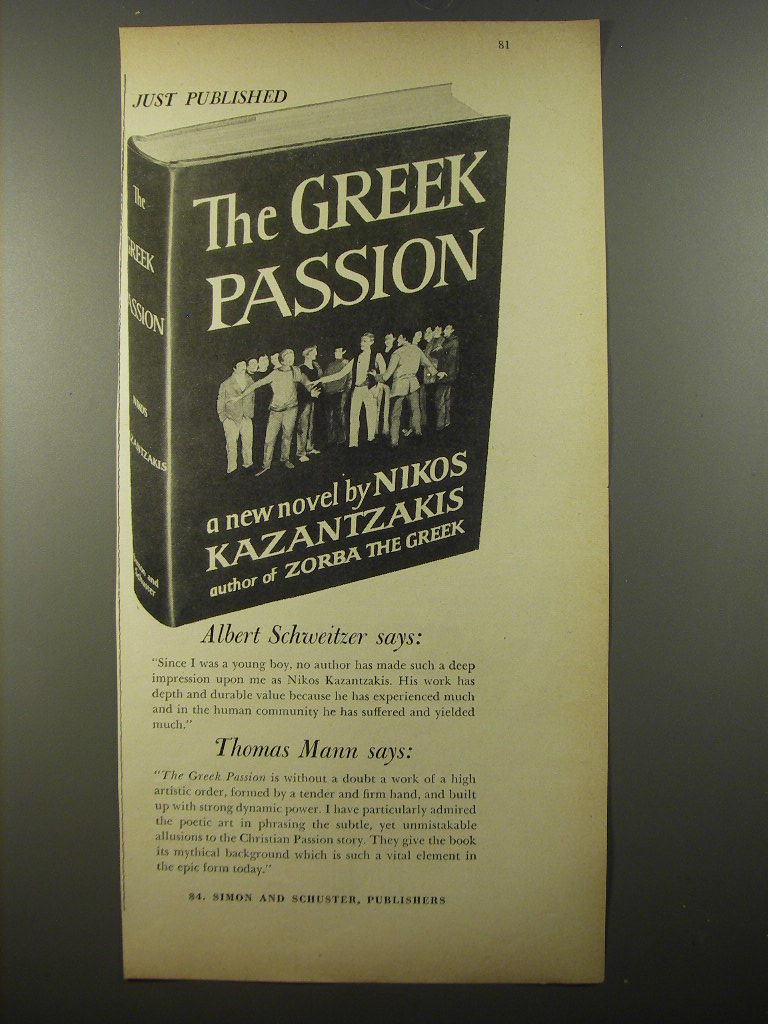 81
JUST PUBLISHED
The GREEK
PASSION
a new novel by NIKOS
KAZANTZAKIS
author of ZORBA THE GREEK
The
GREEK
PASSION
NIKOS
KAZANTZAKIS
Simon and
Schuster
Albert Schweitzer says:
"Since I was a young boy, no author has made such a deep
impression upon me as Nikos Kazantzakis. His work has
depth and durable value because he has experienced much
and in the human community he has suffered and yielded
much."
Thomas Mann says:
"The Greek Passion is without a doubt a work of a high
artistic order, formed by a tender and firm hand, and built
up with strong dynamic power. I have particularly admired
the poetic art in phrasing the subtle, yet unmistakable
allusions to the Christian Passion story. They give the book
its mythical background which is such a vital element in
the epic form today."
$4. SIMON AND SCHUSTER, PUBLISHERS